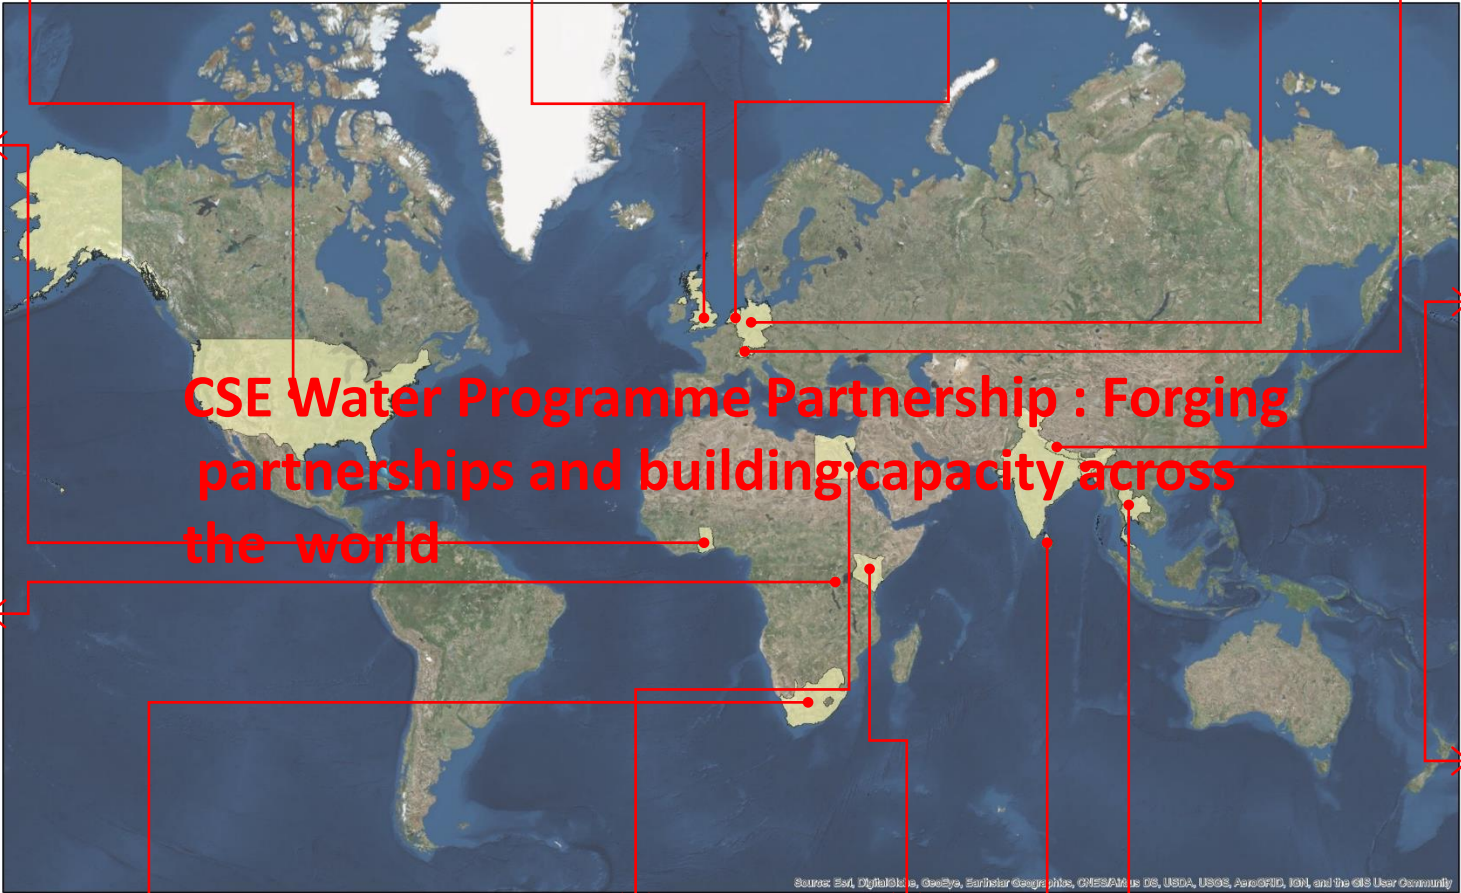 CSE Water Programme Partnership : Forging
partnerships and building capacity across
the world
Source: Esri, DigitalGlobe, GeoEye, Earthstar Geographics, CNES/Airbus DS, USDA, USGS, AeroGRID, IGN, and the GIS User Community